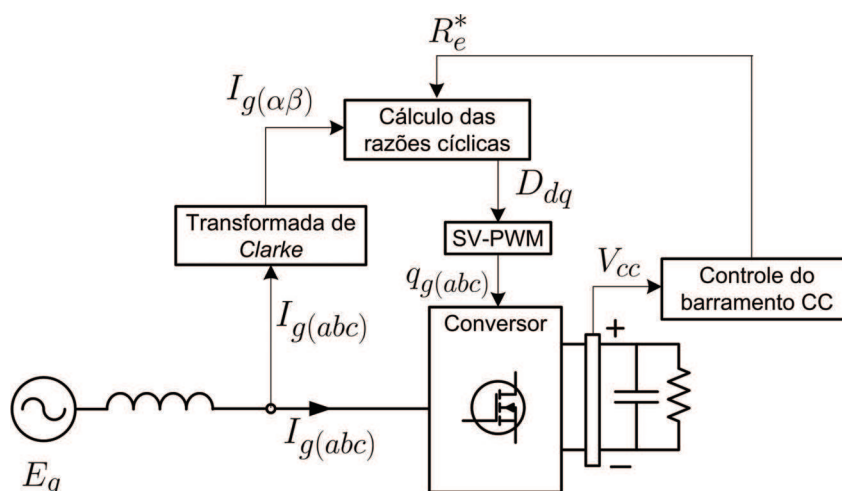 R_e^*
I_g(αβ)
Cálculo das
razões cíclicas
D_dq
Transformada de
Clarke
SV-PWM
V_cc
Controle do
barramento CC
q_g(abc)
I_g(abc)
Conversor
+
I_g(abc)
−
E_g